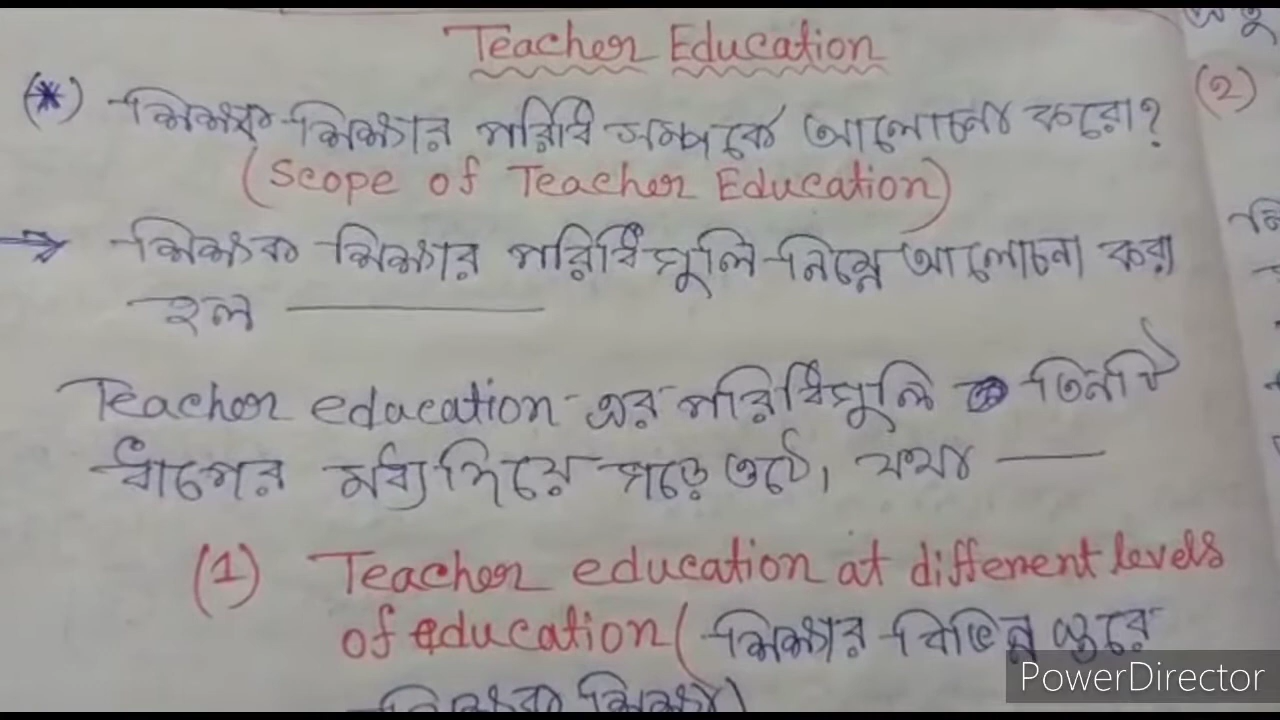 Teacher Education
(*) শিক্ষক শিক্ষার পরিধি সম্পর্কে আলোচনা করো?
(Scope of Teacher Education)
→ শিক্ষক শিক্ষার পরিধিগুলি নিম্নে আলোচনা করা
হল —
Teacher education এর পরিধিগুলি তিনটি
ধাপের মধ্য দিয়ে গড়ে ওঠে, যথা —
(1) Teacher education at different levels
of education (শিক্ষার বিভিন্ন স্তরে
শিক্ষক শিক্ষা)
(২)
PowerDirector